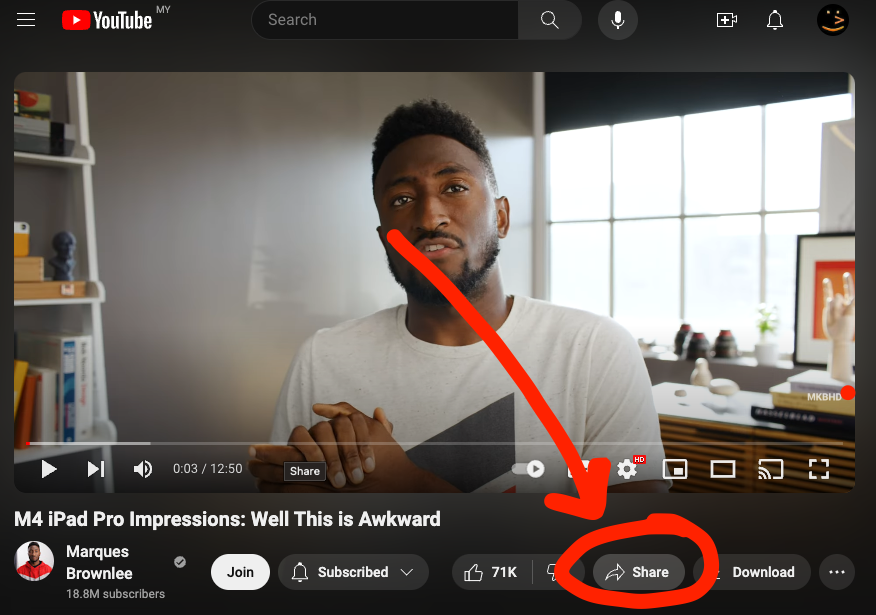 YouTube MY
Search
MKBHD
HD
0:03 / 12:50
Share
M4 iPad Pro Impressions: Well This is Awkward
Marques
Brownlee
18.8M subscribers
Join
Subscribed
71K
Share
Download